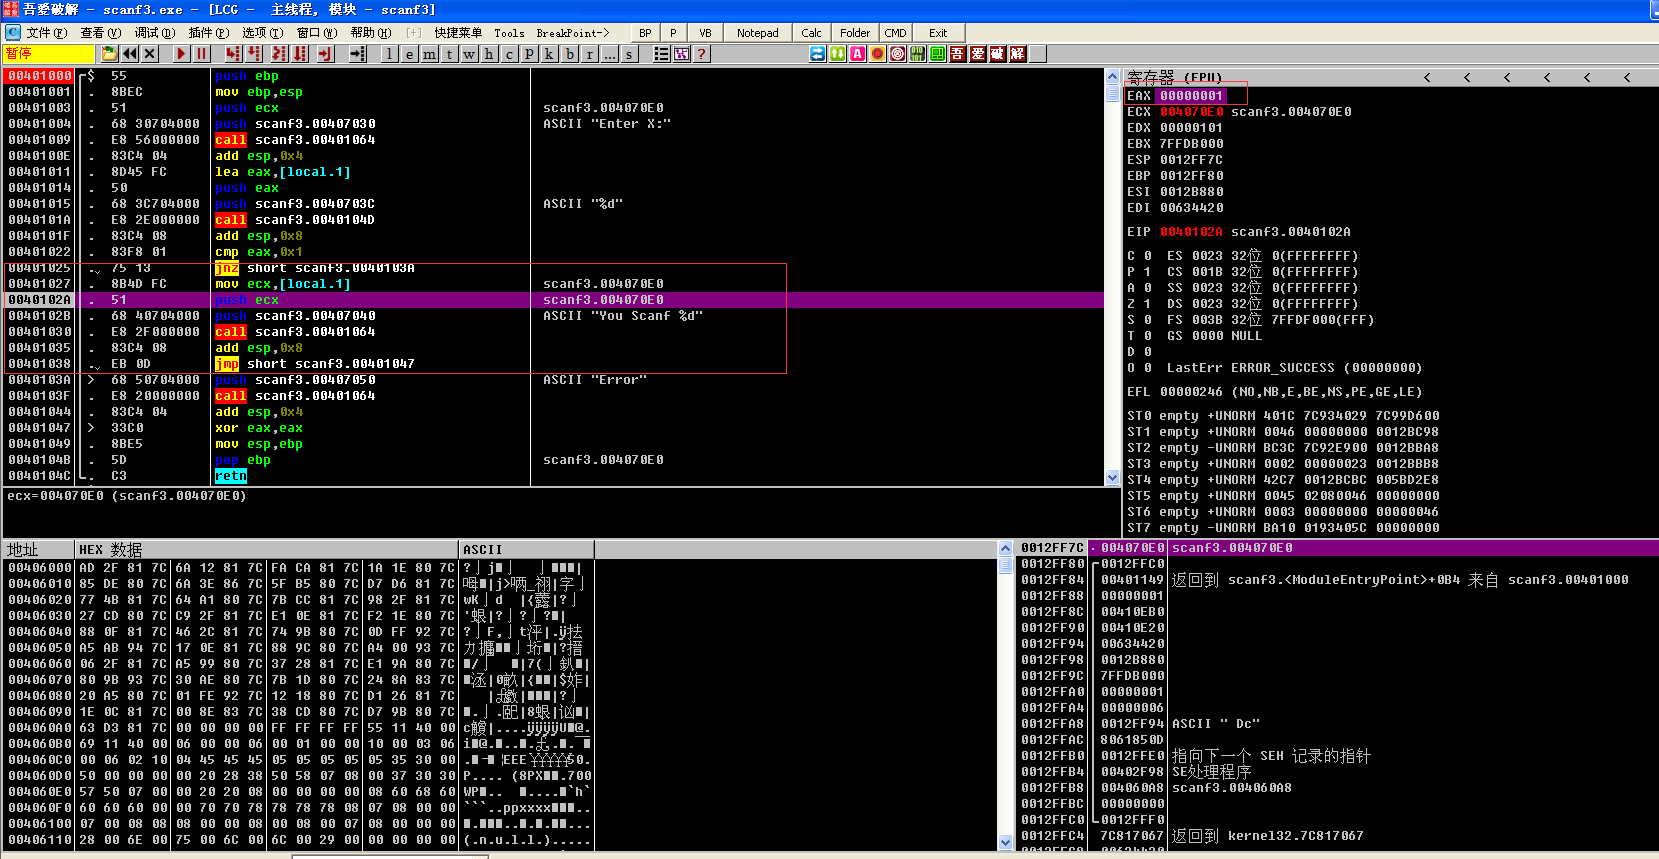 吾爱破解 - scanf3.exe - [LCG - 主线程, 模块 - scanf3]
文件(F) 查看(V) 调试(D) 插件(P) 选项(T) 窗口(W) 帮助(H) [+] 快捷菜单 Tools BreakPoint-> BP P VB Notepad Calc Folder CMD Exit
暂停 l e m t w h c p k b r ... s ? 吾 爱 破 解
00401000 $ 55 push ebp
00401001 . 8BEC mov ebp,esp
00401003 . 51 push ecx scanf3.004070E0
00401004 . 68 30704000 push scanf3.00407030 ASCII "Enter X:"
00401009 . E8 56000000 call scanf3.00401064
0040100E . 83C4 04 add esp,0x4
00401011 . 8D45 FC lea eax,[local.1]
00401014 . 50 push eax
00401015 . 68 3C704000 push scanf3.0040703C ASCII "%d"
0040101A . E8 2E000000 call scanf3.0040104D
0040101F . 83C4 08 add esp,0x8
00401022 . 83F8 01 cmp eax,0x1
00401025 . 75 13 jnz short scanf3.0040103A
00401027 . 8B4D FC mov ecx,[local.1] scanf3.004070E0
0040102A . 51 push ecx scanf3.004070E0
0040102B . 68 40704000 push scanf3.00407040 ASCII "You Scanf %d"
00401030 . E8 2F000000 call scanf3.00401064
00401035 . 83C4 08 add esp,0x8
00401038 . EB 0D jmp short scanf3.00401047
0040103A > 68 50704000 push scanf3.00407050 ASCII "Error"
0040103F . E8 20000000 call scanf3.00401064
00401044 . 83C4 04 add esp,0x4
00401047 > 33C0 xor eax,eax
00401049 . 8BE5 mov esp,ebp
0040104B . 5D pop ebp scanf3.004070E0
0040104C . C3 retn
ecx=004070E0 (scanf3.004070E0)
寄存器 (FPU) < < < < < <
EAX 00000001
ECX 004070E0 scanf3.004070E0
EDX 00000101
EBX 7FFDB000
ESP 0012FF7C
EBP 0012FF80
ESI 0012B880
EDI 00634420
EIP 0040102A scanf3.0040102A
C 0 ES 0023 32位 0(FFFFFFFF)
P 1 CS 001B 32位 0(FFFFFFFF)
A 0 SS 0023 32位 0(FFFFFFFF)
Z 1 DS 0023 32位 0(FFFFFFFF)
S 0 FS 003B 32位 7FFDF000(FFF)
T 0 GS 0000 NULL
D 0
O 0 LastErr ERROR_SUCCESS (00000000)
EFL 00000246 (NO,NB,E,BE,NS,PE,GE,LE)
ST0 empty +UNORM 401C 7C934029 7C99D600
ST1 empty +UNORM 0046 00000000 0012BC98
ST2 empty -UNORM BC3C 7C92E900 0012BBA8
ST3 empty +UNORM 0002 00000023 0012BBB8
ST4 empty +UNORM 42C7 0012BCBC 005BD2E8
ST5 empty +UNORM 0045 02080046 00000000
ST6 empty +UNORM 0003 00000000 00000046
ST7 empty -UNORM BA10 0193405C 00000000
地址 HEX 数据 ASCII
00406000 AD 2F 81 7C 6A 12 81 7C FA CA 81 7C 1A 1E 80 7C
00406010 85 DE 80 7C 6A 3E 86 7C 5F B5 80 7C D7 D6 81 7C
00406020 77 4B 81 7C 64 A1 80 7C 7B CC 81 7C 98 2F 81 7C
00406030 27 CD 80 7C C9 2F 81 7C E1 0E 81 7C F2 1E 80 7C
00406040 88 0F 81 7C 46 2C 81 7C 74 9B 80 7C 0D FF 92 7C
00406050 A5 AB 94 7C 17 0E 81 7C 88 9C 80 7C A4 00 93 7C
00406060 06 2F 81 7C A5 99 80 7C 37 28 81 7C E1 9A 80 7C
00406070 80 9B 93 7C 30 AE 80 7C 7B 1D 80 7C 24 8A 83 7C
00406080 20 A5 80 7C 01 FE 92 7C 12 18 80 7C D1 26 81 7C
00406090 1E 0C 81 7C 00 8E 83 7C 38 CD 80 7C D7 9B 80 7C
004060A0 63 D3 81 7C 00 00 00 00 FF FF FF FF 55 11 40 00
004060B0 69 11 40 00 06 00 00 06 00 01 00 00 10 00 03 06
004060C0 00 06 02 10 04 45 45 45 05 05 05 05 05 35 30 00
004060D0 50 00 00 00 00 20 28 38 50 58 07 08 00 37 30 30
004060E0 57 50 07 00 00 20 20 08 00 00 00 00 08 60 68 60
004060F0 60 60 60 00 00 70 70 78 78 78 78 08 07 08 00 00
00406100 07 00 08 08 08 00 00 08 00 08 00 07 08 00 00 00
00406110 28 00 6E 00 75 00 6C 00 6C 00 29 00 00 00 00 00 (.n.u.l.l.).....
0012FF7C 004070E0 scanf3.004070E0
0012FF80 0012FFC0
0012FF84 00401149 返回到 scanf3.<ModuleEntryPoint>+0B4 来自 scanf3.00401000
0012FF88 00000001
0012FF8C 00410EB0
0012FF90 00410E20
0012FF94 00634420
0012FF98 0012B880
0012FF9C 7FFDB000
0012FFA0 00000001
0012FFA4 00000006
0012FFA8 0012FF94 ASCII " Dc"
0012FFAC 8061850D
0012FFB0 0012FFE0 指向下一个 SEH 记录的指针
0012FFB4 00402F98 SE处理程序
0012FFB8 004060A8 scanf3.004060A8
0012FFBC 00000000
0012FFC0 0012FFF0
0012FFC4 7C817067 返回到 kernel32.7C817067